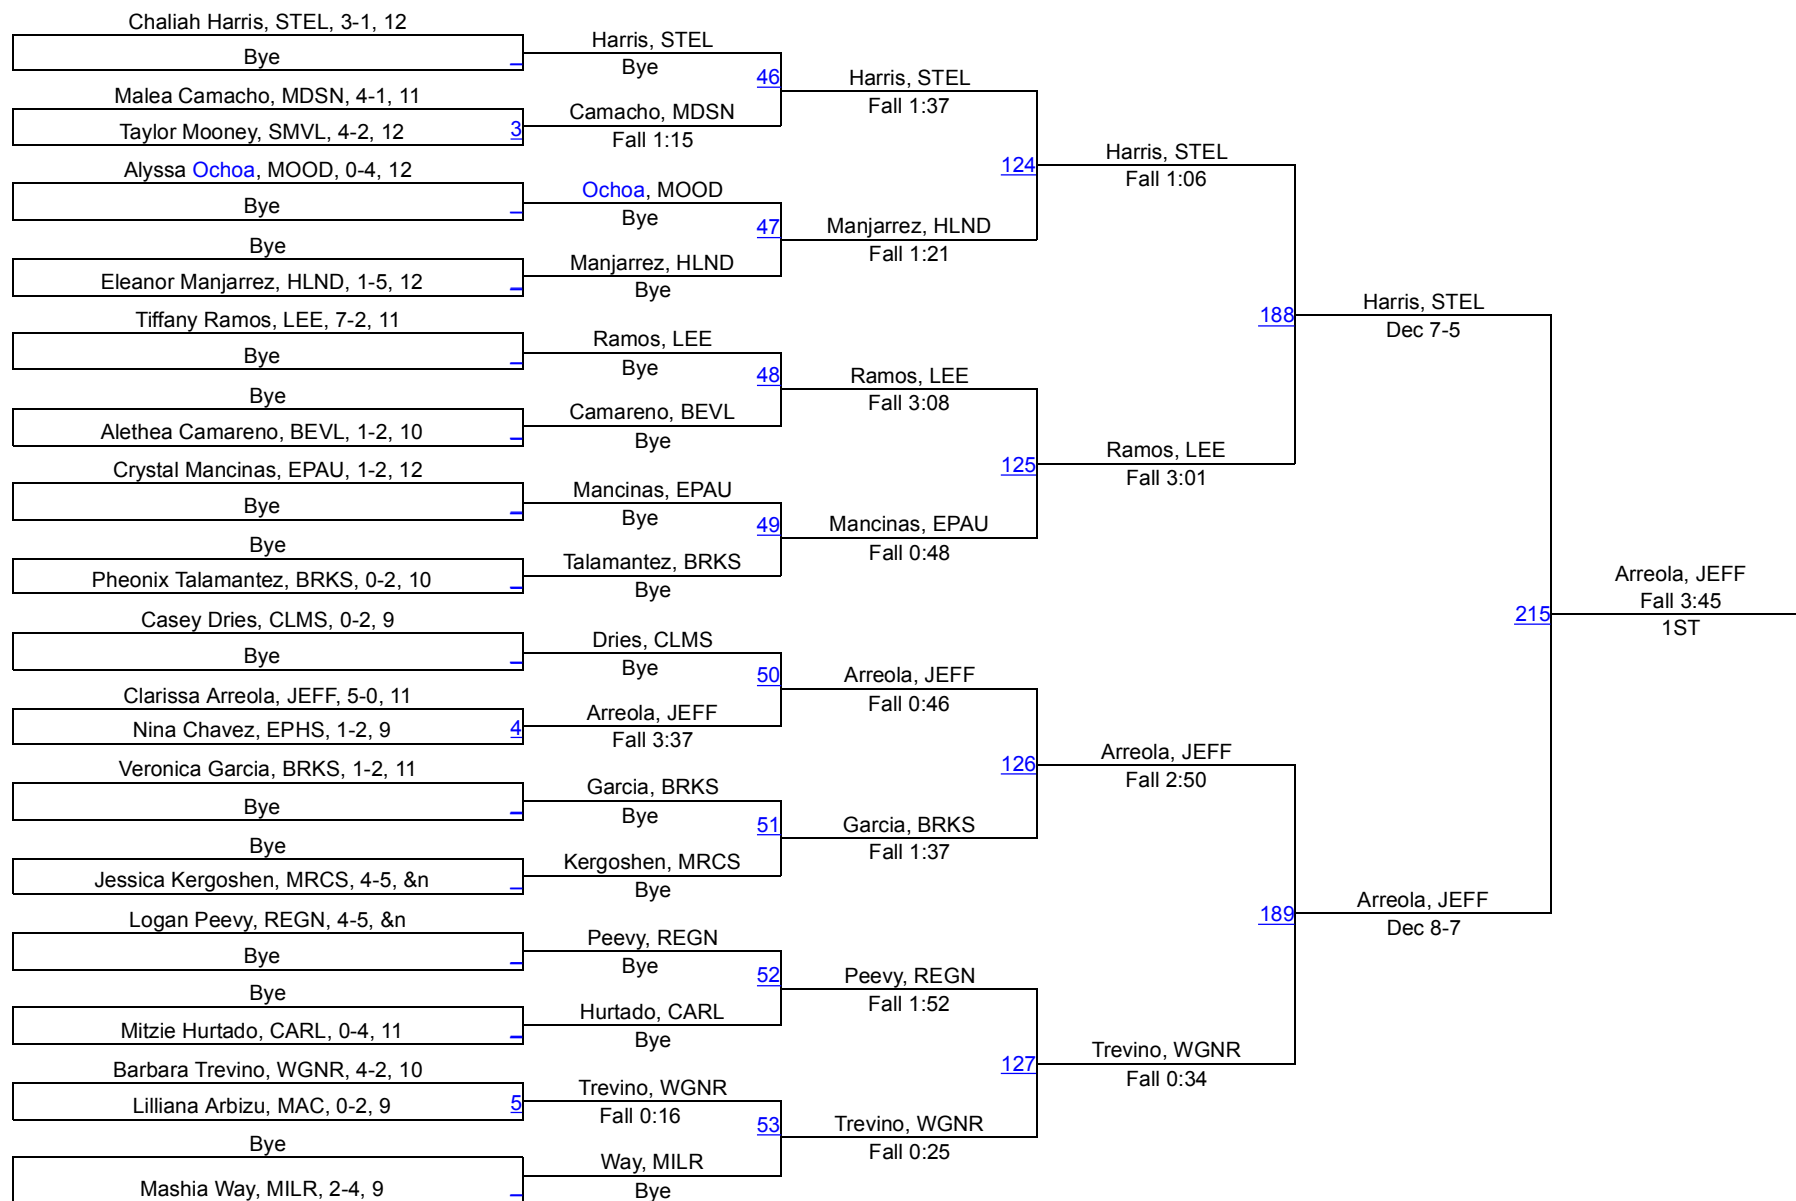 Chaliah Harris, STEL, 3-1, 12
Bye
Malea Camacho, MDSN, 4-1, 11
Taylor Mooney, SMVL, 4-2, 12
3
Alyssa Ochoa, MOOD, 0-4, 12
Bye
Bye
Eleanor Manjarrez, HLND, 1-5, 12
Tiffany Ramos, LEE, 7-2, 11
Bye
Bye
Alethea Camareno, BEVL, 1-2, 10
Crystal Mancinas, EPAU, 1-2, 12
Bye
Bye
Pheonix Talamantez, BRKS, 0-2, 10
Casey Dries, CLMS, 0-2, 9
Bye
Clarissa Arreola, JEFF, 5-0, 11
Nina Chavez, EPHS, 1-2, 9
4
Veronica Garcia, BRKS, 1-2, 11
Bye
Bye
Jessica Kergoshen, MRCS, 4-5, &n
Logan Peevy, REGN, 4-5, &n
Bye
Bye
Mitzie Hurtado, CARL, 0-4, 11
Barbara Trevino, WGNR, 4-2, 10
Lilliana Arbizu, MAC, 0-2, 9
5
Bye
Mashia Way, MILR, 2-4, 9
Harris, STEL
Bye
46
Camacho, MDSN
Fall 1:15
Ochoa, MOOD
Bye
47
Manjarrez, HLND
Bye
Ramos, LEE
Bye
48
Camareno, BEVL
Bye
Mancinas, EPAU
Bye
49
Talamantez, BRKS
Bye
Dries, CLMS
Bye
50
Arreola, JEFF
Fall 3:37
Garcia, BRKS
Bye
51
Kergoshen, MRCS
Bye
Peevy, REGN
Bye
52
Hurtado, CARL
Bye
Trevino, WGNR
Fall 0:16
53
Way, MILR
Bye
Harris, STEL
Fall 1:37
124
Manjarrez, HLND
Fall 1:21
Ramos, LEE
Fall 3:08
125
Mancinas, EPAU
Fall 0:48
Arreola, JEFF
Fall 0:46
126
Garcia, BRKS
Fall 1:37
Peevy, REGN
Fall 1:52
127
Trevino, WGNR
Fall 0:25
Harris, STEL
Fall 1:06
188
Ramos, LEE
Fall 3:01
Arreola, JEFF
Fall 2:50
189
Trevino, WGNR
Fall 0:34
Harris, STEL
Dec 7-5
215
Arreola, JEFF
Dec 8-7
Arreola, JEFF
Fall 3:45
1ST